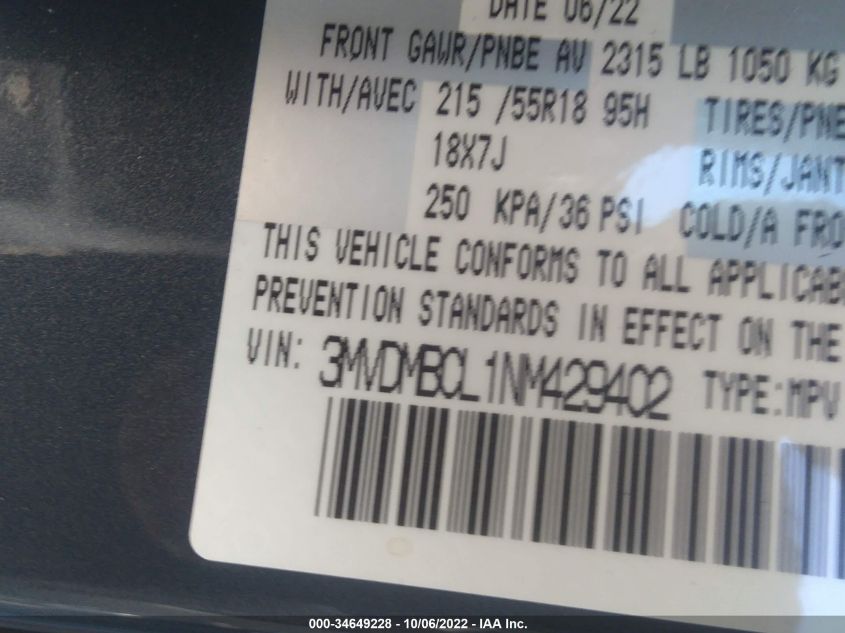 DATE 06/22
FRONT GAWR/PNBE AV 2315 LB 1050 KG
WITH/AVEC 215 /55R18 95H TIRES/PNE
18X7J RIMS/JANT
250 KPA/36 PSI COLD/A FRO
THIS VEHICLE CONFORMS TO ALL APPLICAB
PREVENTION STANDARDS IN EFFECT ON THE
VIN: 3MVDMBCL1NM429402 TYPE:MPV
000-34649228 - 10/06/2022 - IAA Inc.